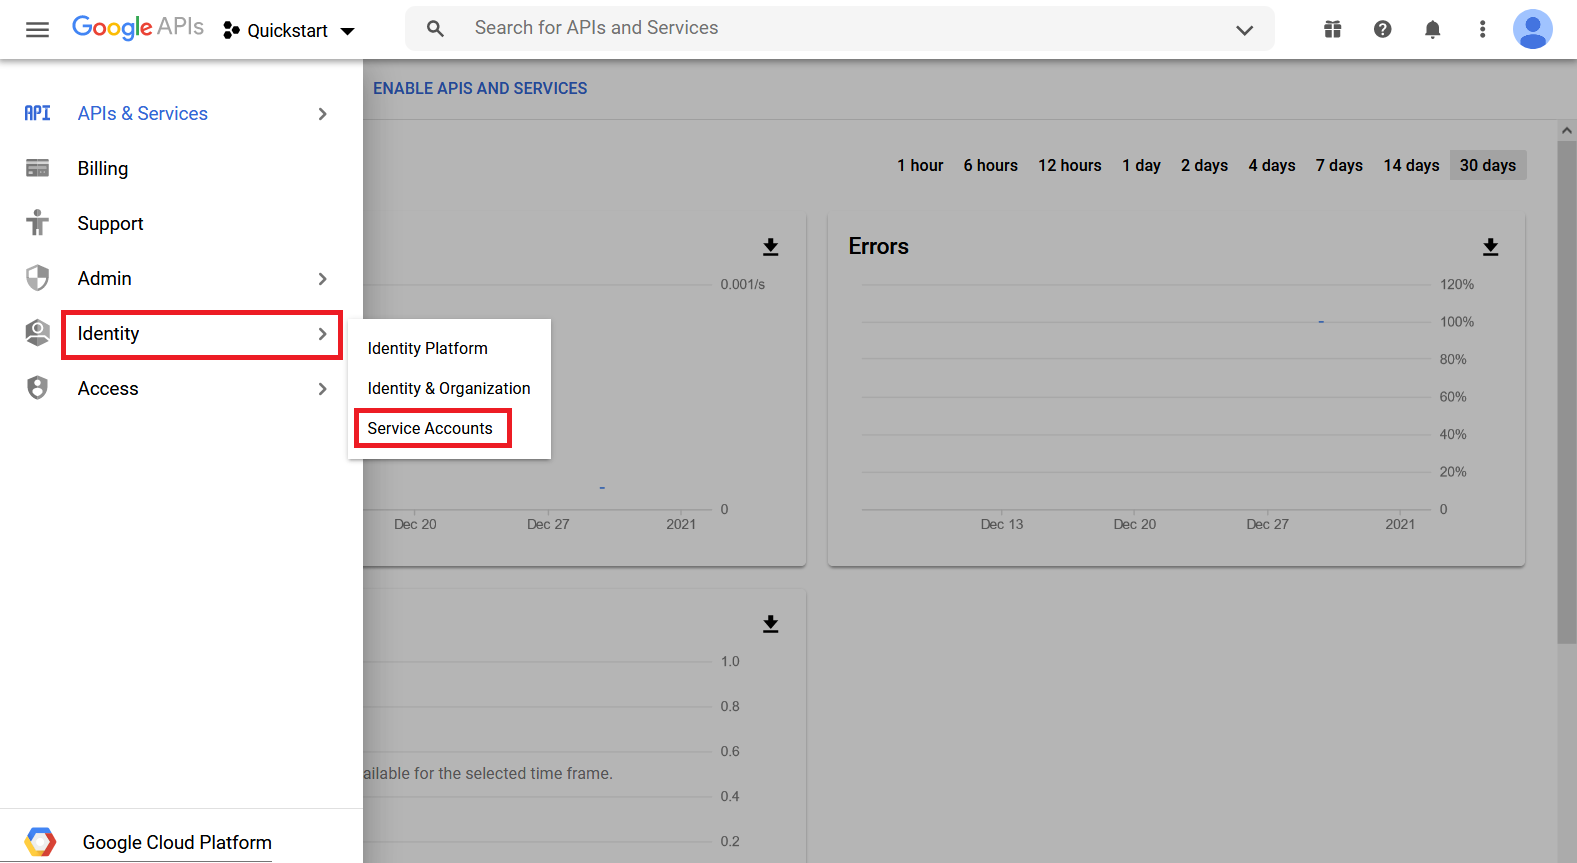 Google APIs
Quickstart
Search for APIs and Services
API APIs & Services
Billing
Support
Admin
Identity
Access
Identity Platform
Identity & Organization
Service Accounts
Google Cloud Platform
ENABLE APIS AND SERVICES
1 hour 6 hours 12 hours 1 day 2 days 4 days 7 days 14 days 30 days
0.001/s
0
Dec 20 Dec 27 2021
Errors
120%
100%
80%
60%
40%
20%
0
Dec 13 Dec 20 Dec 27 2021
1.0
0.8
0.6
for the selected time frame.
0.4
0.2